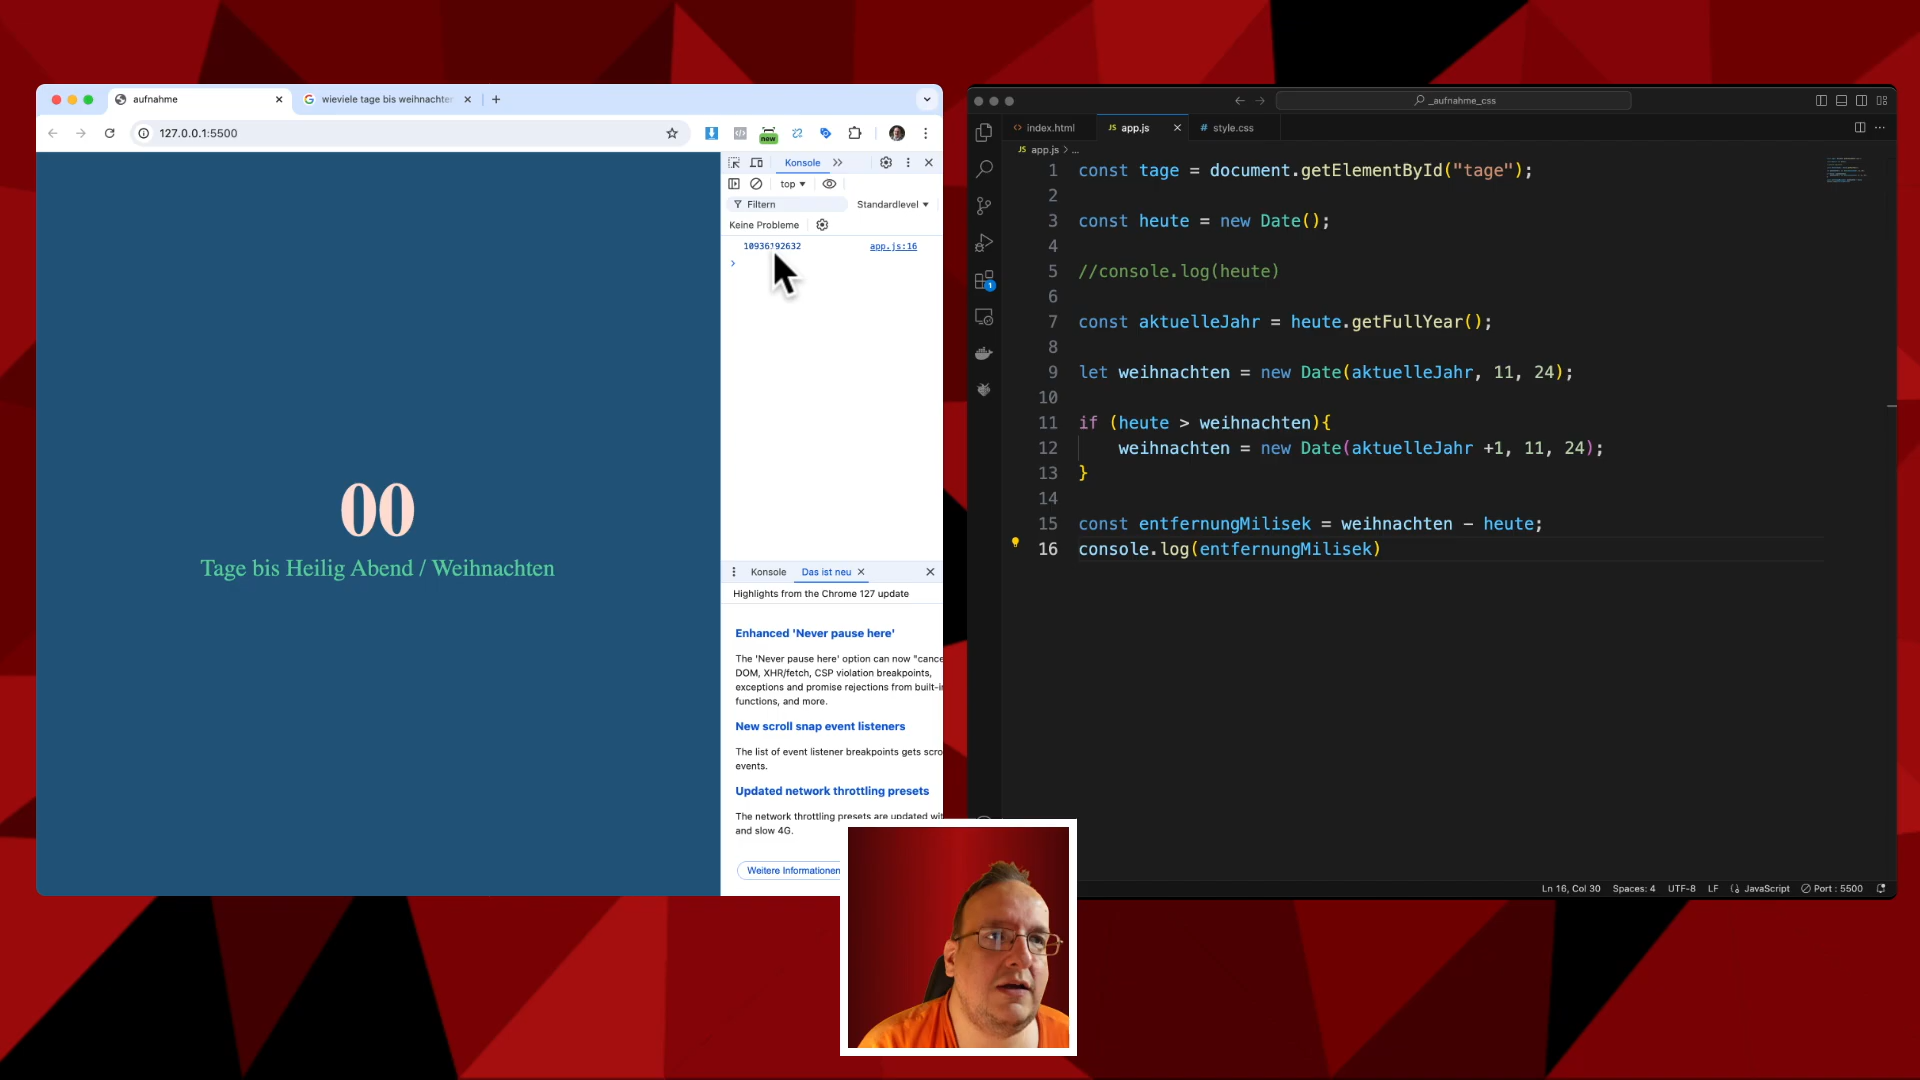 aufnahme
wieviele tage bis weihnachten
127.0.0.1:5500
new
Konsole
top
Filtern
Standardlevel
Keine Probleme
app.js:16
00
Tage bis Heilig Abend / Weihnachten
Konsole
Das ist neu
Highlights from the Chrome 127 update
Enhanced 'Never pause here'
The 'Never pause here' option can now "cance
DOM, XHR/fetch, CSP violation breakpoints,
exceptions and promise rejections from built-i
functions, and more.
New scroll snap event listeners
The list of event listener breakpoints gets scro
events.
Updated network throttling presets
The network throttling presets are updated wi
and slow 4G.
Weitere Informationen
_aufnahme_css
index.html
JS app.js
# style.css
JS app.js > ...
1 const tage = document.getElementById("tage");
2
3 const heute = new Date();
4
5 //console.log(heute)
6
7 const aktuelleJahr = heute.getFullYear();
8
9 let weihnachten = new Date(aktuelleJahr, 11, 24);
10
11 if (heute > weihnachten){
12 weihnachten = new Date(aktuelleJahr +1, 11, 24);
13 }
14
15 const entfernungMilisek = weihnachten - heute;
16 console.log(entfernungMilisek)
1
Ln 16, Col 30 Spaces: 4 UTF-8 LF JavaScript Port : 5500